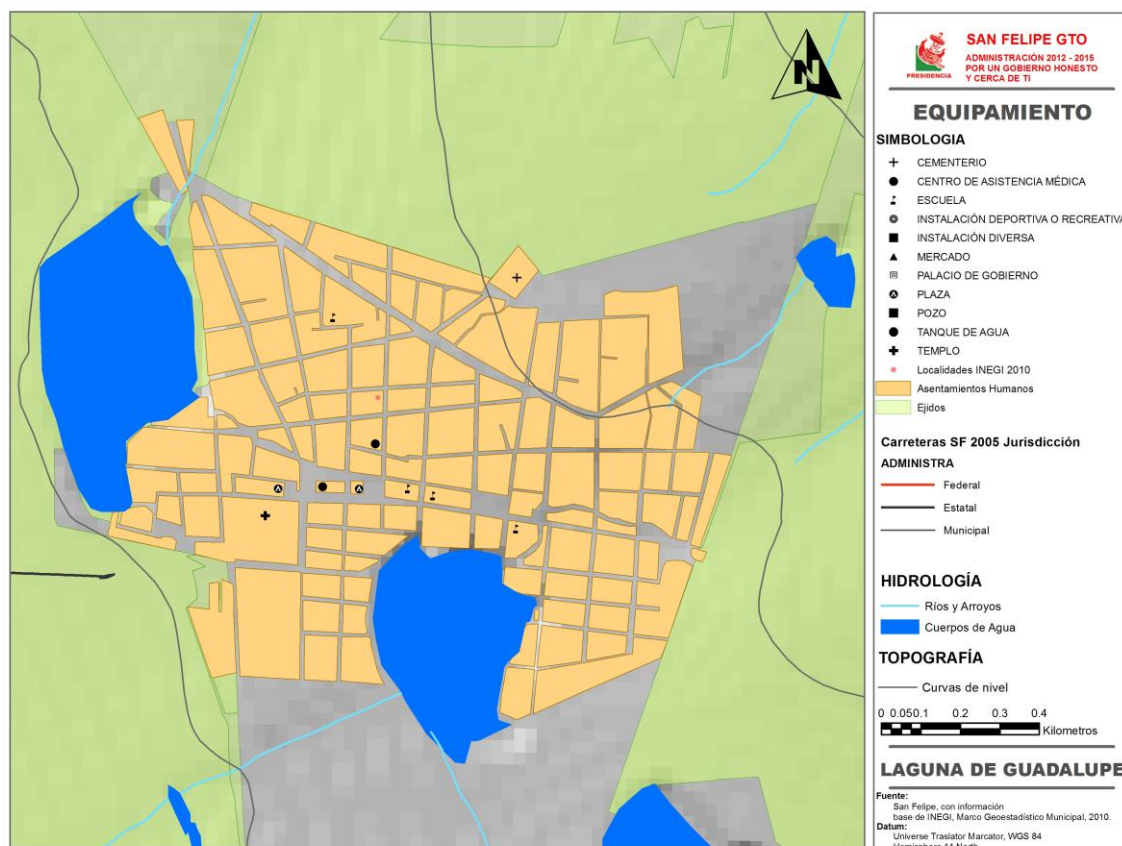 N
PRESIDENCIA
SAN FELIPE GTO
ADMINISTRACIÓN 2012 - 2015
POR UN GOBIERNO HONESTO
Y CERCA DE TI
EQUIPAMIENTO
SIMBOLOGIA
CEMENTERIO
CENTRO DE ASISTENCIA MÉDICA
ESCUELA
INSTALACIÓN DEPORTIVA O RECREATIVA
INSTALACIÓN DIVERSA
MERCADO
PALACIO DE GOBIERNO
PLAZA
POZO
TANQUE DE AGUA
TEMPLO
Localidades INEGI 2010
Asentamientos Humanos
Ejidos
Carreteras SF 2005 Jurisdicción
ADMINISTRA
Federal
Estatal
Municipal
HIDROLOGÍA
Ríos y Arroyos
Cuerpos de Agua
TOPOGRAFÍA
Curvas de nivel
0 0.05 0.1 0.2 0.3 0.4
Kilometros
LAGUNA DE GUADALUPE
Fuente:
San Felipe, con información
base de INEGI, Marco Geoestadístico Municipal, 2010.
Datum:
Universe Traslator Marcator, WGS 84